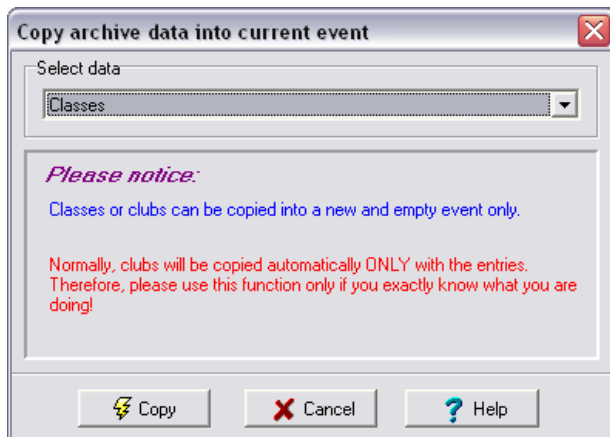 Copy archive data into current event
Select data
Classes
Please notice:
Classes or clubs can be copied into a new and empty event only.
Normally, clubs will be copied automatically ONLY with the entries.
Therefore, please use this function only if you exactly know what you are
doing!
Copy Cancel Help